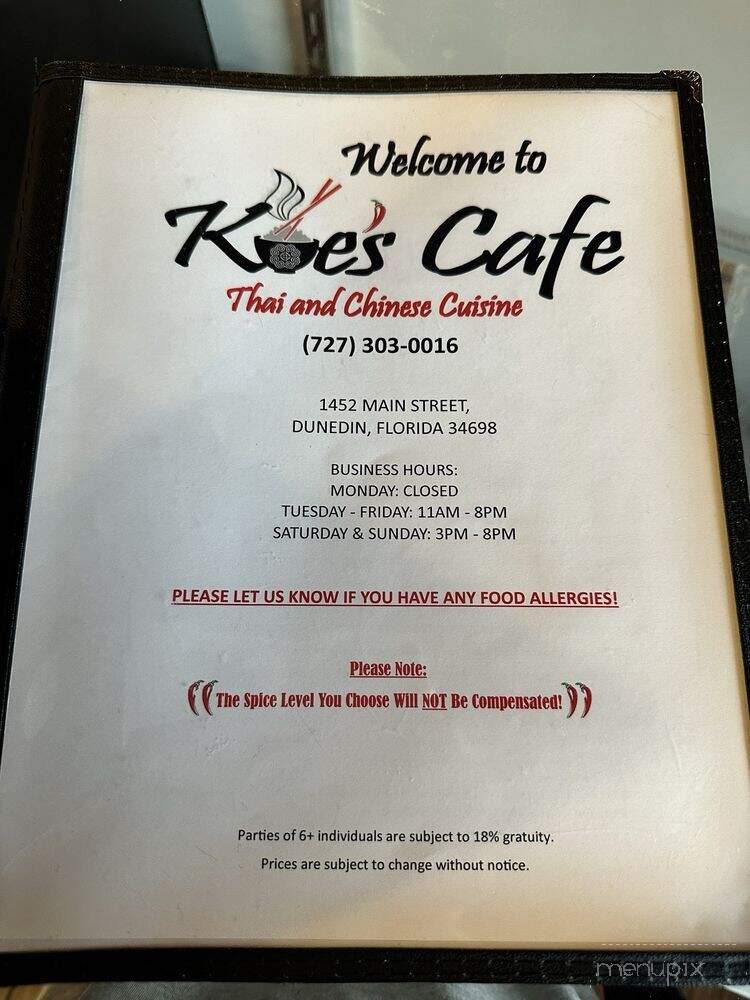 Welcome to
Koe's Cafe
Thai and Chinese Cuisine
(727) 303-0016
1452 MAIN STREET,
DUNEDIN, FLORIDA 34698
BUSINESS HOURS:
MONDAY: CLOSED
TUESDAY - FRIDAY: 11AM - 8PM
SATURDAY & SUNDAY: 3PM - 8PM
PLEASE LET US KNOW IF YOU HAVE ANY FOOD ALLERGIES!
Please Note:
The Spice Level You Choose Will NOT Be Compensated!
Parties of 6+ individuals are subject to 18% gratuity.
Prices are subject to change without notice.
menupix